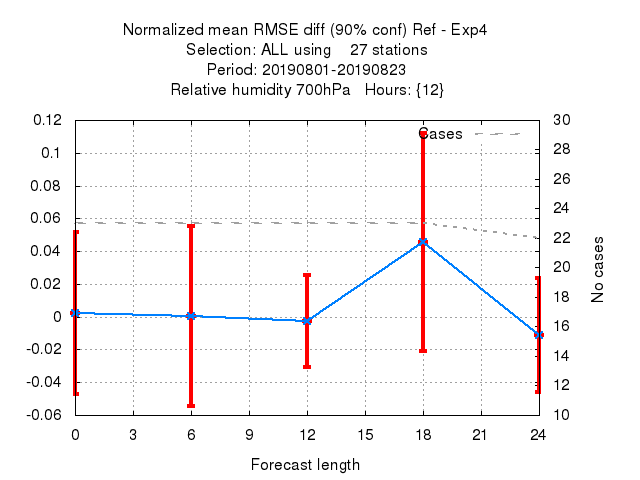 Normalized mean RMSE diff (90% conf) Ref - Exp4
Selection: ALL using    27 stations
Period: 20190801-20190823
Relative humidity 700hPa   Hours: {12}
Cases
0.12
0.1
0.08
0.06
0.04
0.02
0
-0.02
-0.04
-0.06
30
28
26
24
22
20
18
16
14
12
10
No cases
0 3 6 9 12 15 18 21 24
Forecast length